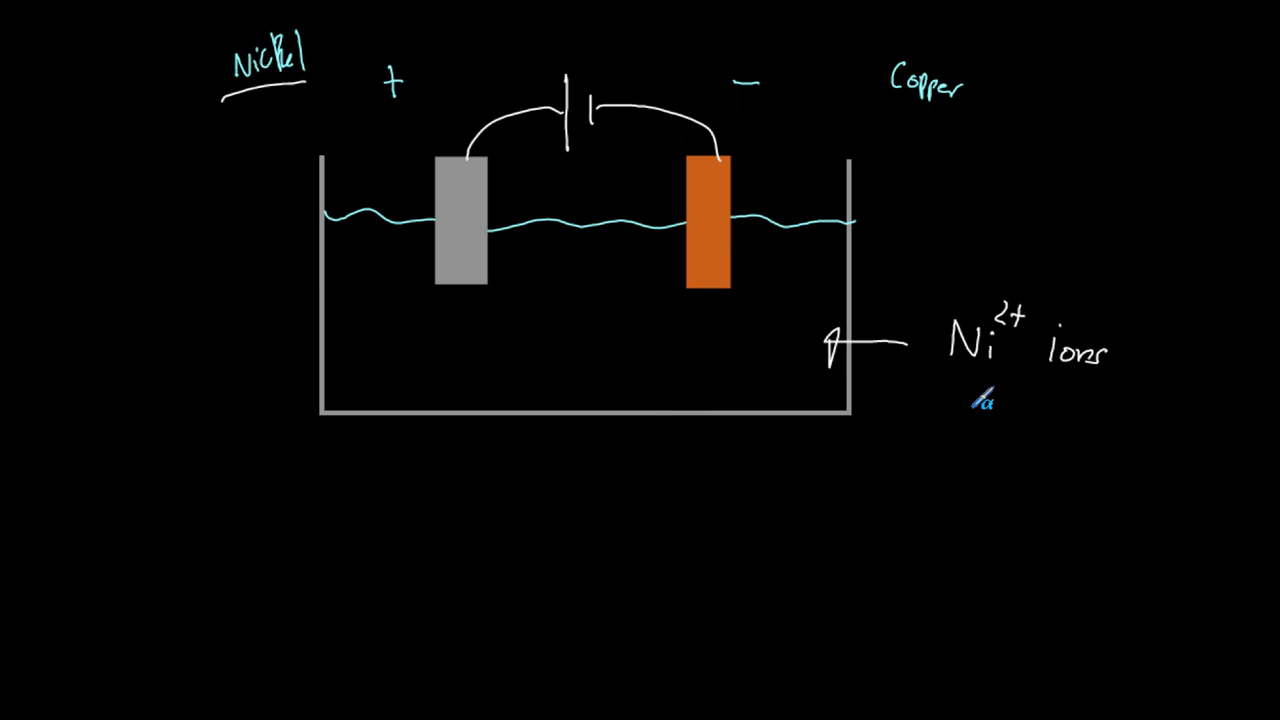 Nickel + − Copper
Ni²⁺ ions